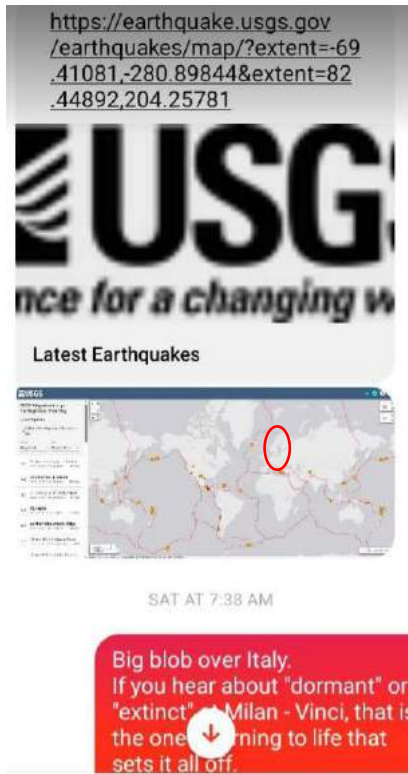 https://earthquake.usgs.gov
/earthquakes/map/?extent=-69
.41081,-280.89844&extent=82
.44892,204.25781
USGS
nce for a changing w
Latest Earthquakes
USGS
SAT AT 7:38 AM
Big blob over Italy.
If you hear about "dormant" or
"extinct" Milan - Vinci, that is
the one rning to life that
sets it all off.